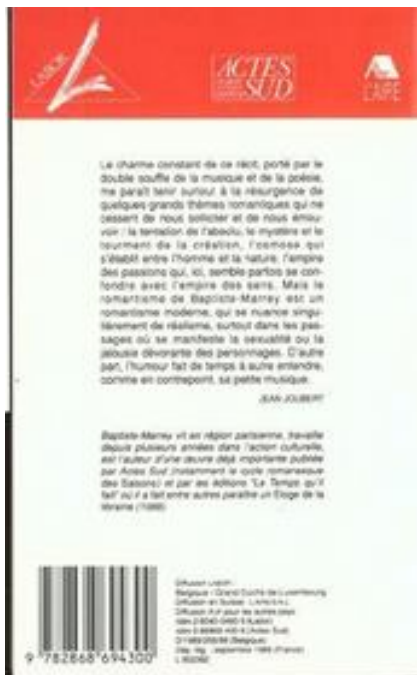 LABOR
ACTES
SUD
L'AIRE
Le charme constant de ce récit, porté par le
double souffle de la musique et de la poésie,
me paraît tenir surtout à la résurgence de
quelques grands thèmes romantiques qui ne
cessent de nous solliciter et de nous émou-
voir : la tentation de l'absolu, le mystère et le
tourment de la création, l'osmose qui
s'établit entre l'homme et la nature, l'empire
des passions qui, ici, semble parfois se con-
fondre avec l'empire des sens. Mais le
romantisme de Baptiste-Marrey est un
romantisme moderne, qui se nuance singu-
lièrement de réalisme, surtout dans les pas-
sages où se manifeste la sexualité ou la
jalousie dévorante des personnages. D'autre
part, l'humour fait de temps à autre entendre,
comme en contrepoint, sa petite musique.
JEAN JOUBERT
Baptiste-Marrey vit en région parisienne, travaille
depuis plusieurs années dans l'action culturelle,
est l'auteur d'une œuvre déjà importante publiée
par Actes Sud (notamment le cycle romanesque
des Saisons) et par les éditions "Le Temps qu'il
fait" où il a fait entre autres paraître un Eloge de la
librairie (1988).
Diffusion LABOR :
Belgique - Grand Duché de Luxembourg
Diffusion en Suisse :
Diffusion pour les autres pays
(Labor)
(Actes Sud)
(Belgique)
Dép. lég. : septembre 1989 (France)
9 782868 694300